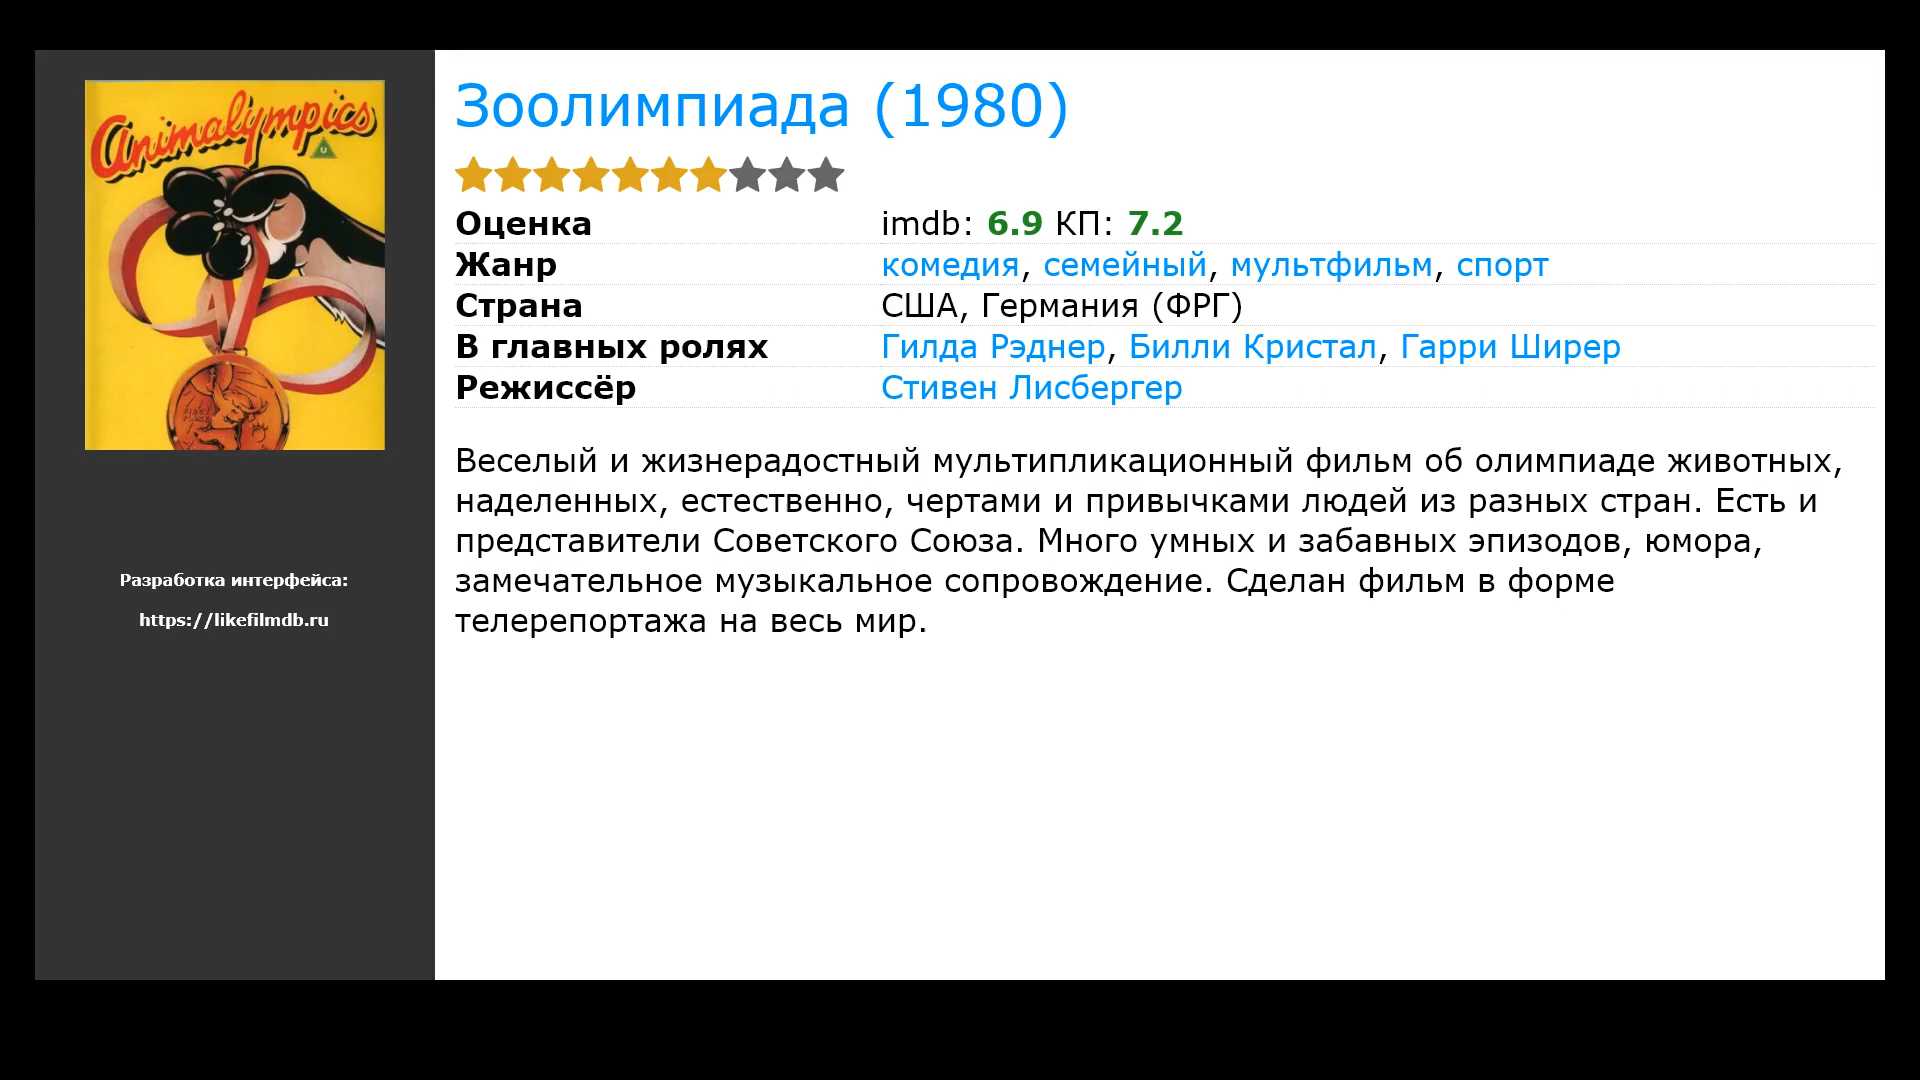 Animalympics
U
Зоолимпиада (1980)
Оценка imdb: 6.9 КП: 7.2
Жанр комедия, семейный, мультфильм, спорт
Страна США, Германия (ФРГ)
В главных ролях Гилда Рэднер, Билли Кристал, Гарри Ширер
Режиссёр Стивен Лисбергер
Веселый и жизнерадостный мультипликационный фильм об олимпиаде животных,
наделенных, естественно, чертами и привычками людей из разных стран. Есть и
представители Советского Союза. Много умных и забавных эпизодов, юмора,
замечательное музыкальное сопровождение. Сделан фильм в форме
телерепортажа на весь мир.
Разработка интерфейса:
https://likefilmdb.ru